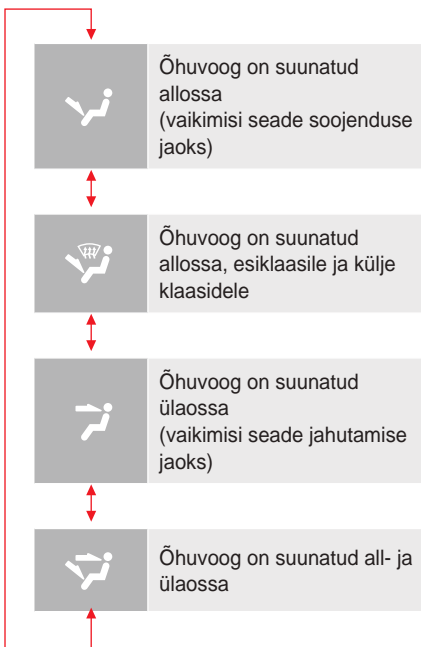 Õhuvoog on suunatud
allossa
(vaikimisi seade soojenduse
jaoks)
Õhuvoog on suunatud
allossa, esiklaasile ja külje
klaasidele
Õhuvoog on suunatud
ülaossa
(vaikimisi seade jahutamise
jaoks)
Õhuvoog on suunatud all- ja
ülaossa